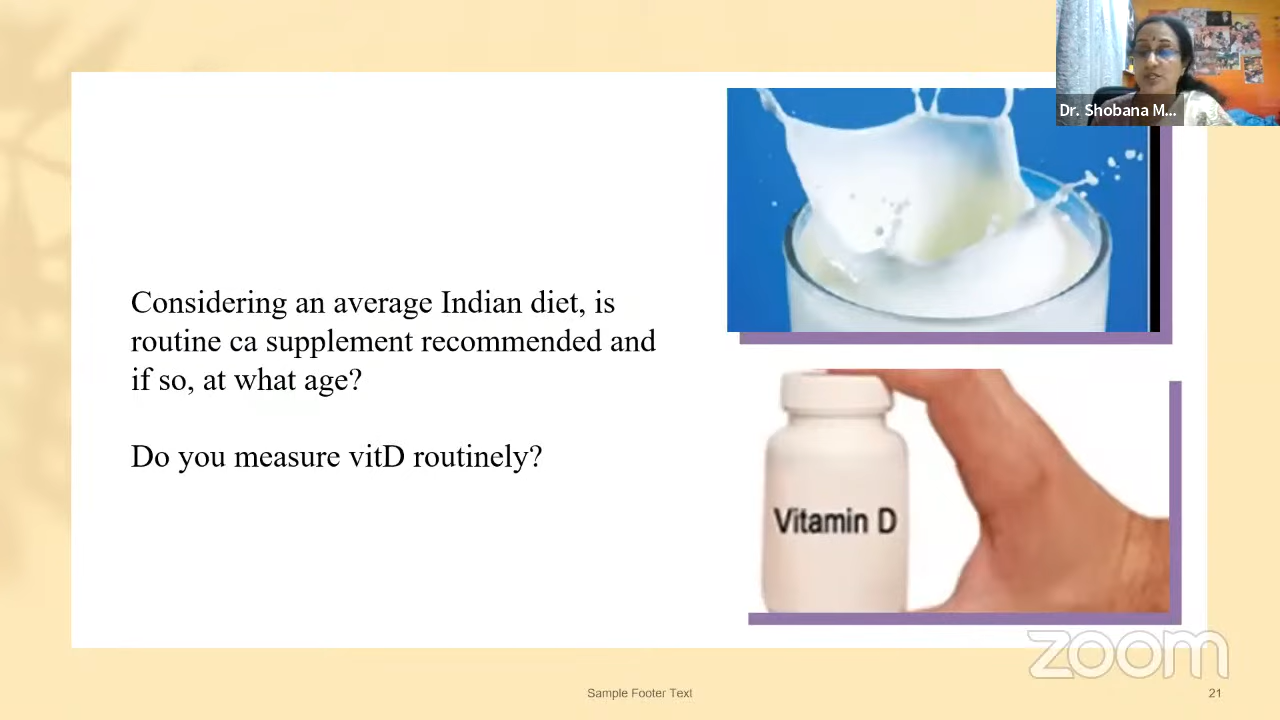 Dr. Shobana M...
Considering an average Indian diet, is
routine ca supplement recommended and
if so, at what age?
Do you measure vitD routinely?
Vitamin D
zoom
Sample Footer Text
21